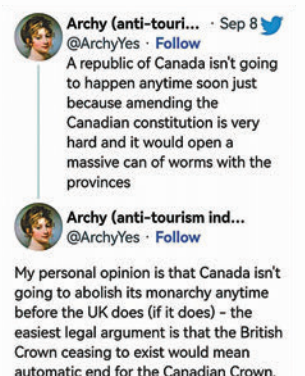 Archy (anti-touri... · Sep 8
@ArchyYes · Follow
A republic of Canada isn't going
to happen anytime soon just
because amending the
Canadian constitution is very
hard and it would open a
massive can of worms with the
provinces
Archy (anti-tourism ind...
@ArchyYes · Follow
My personal opinion is that Canada isn't
going to abolish its monarchy anytime
before the UK does (if it does) – the
easiest legal argument is that the British
Crown ceasing to exist would mean
automatic end for the Canadian Crown.